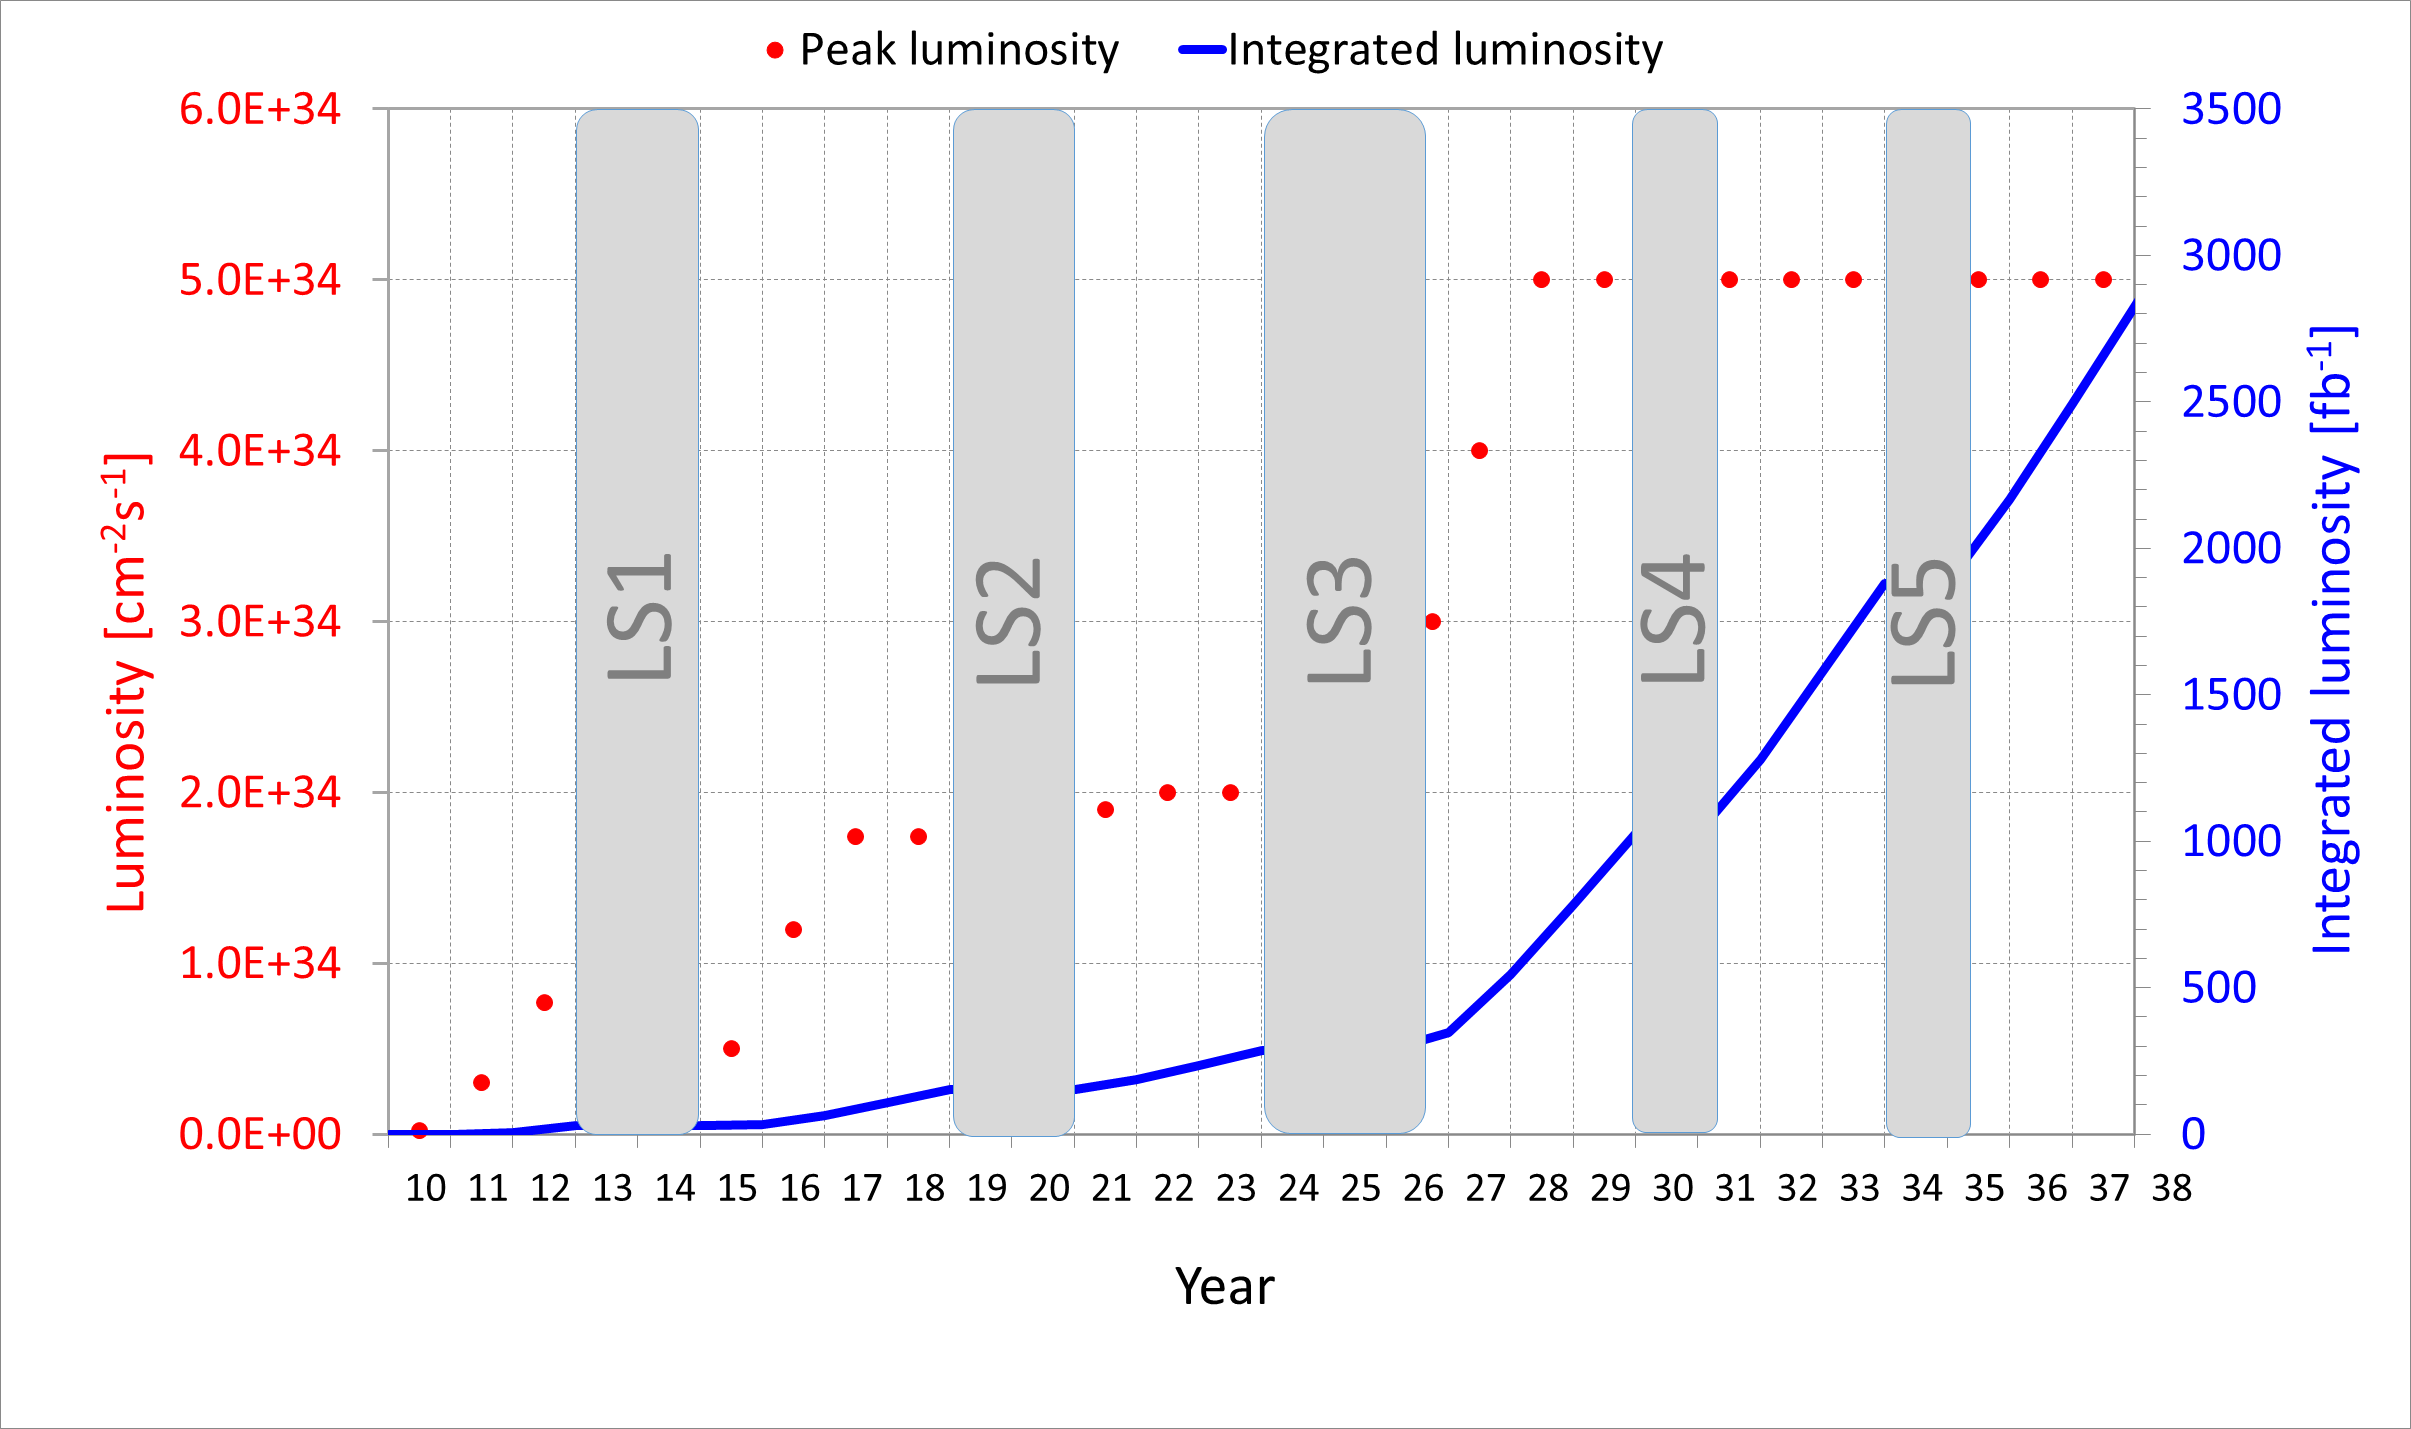 Peak luminosity
Integrated luminosity
6.0E+34
5.0E+34
4.0E+34
3.0E+34
2.0E+34
1.0E+34
0.0E+00
Luminosity [cm⁻²s⁻¹]
LS1
LS2
LS3
LS4
LS5
3500
3000
2500
2000
1500
1000
500
0
Integrated luminosity [fb⁻¹]
10 11 12 13 14 15 16 17 18 19 20 21 22 23 24 25 26 27 28 29 30 31 32 33 34 35 36 37 38
Year